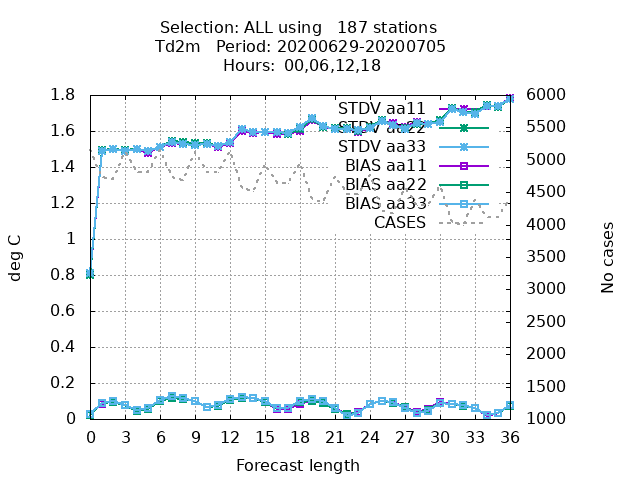 Selection: ALL using   187 stations
Td2m   Period: 20200629-20200705
Hours:  00,06,12,18
1.8
1.6
1.4
1.2
1
0.8
0.6
0.4
0.2
0
deg C
STDV aa11
STDV aa22
STDV aa33
BIAS aa11
BIAS aa22
BIAS aa33
CASES
6000
5500
5000
4500
4000
3500
3000
2500
2000
1500
1000
No cases
0 3 6 9 12 15 18 21 24 27 30 33 36
Forecast length